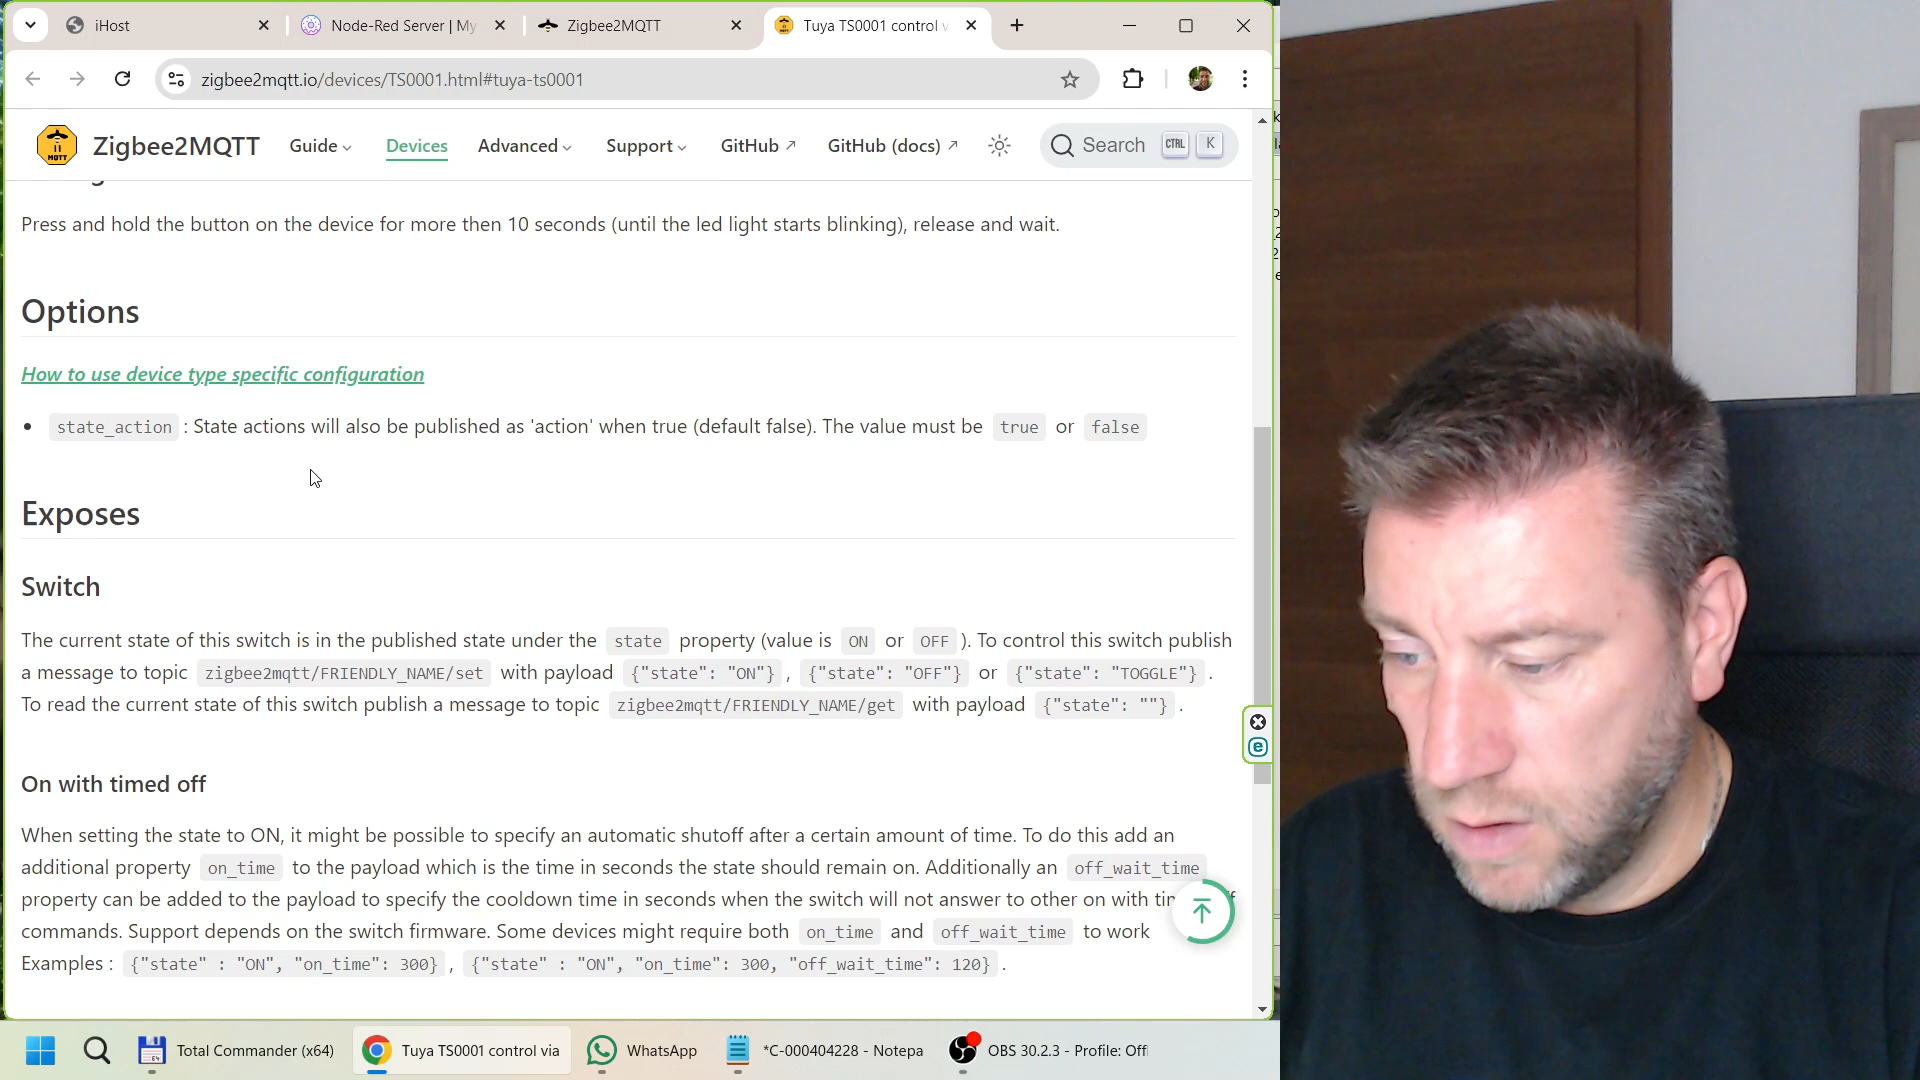 iHost
Node-Red Server | My
Zigbee2MQTT
Tuya TS0001 control v
zigbee2mqtt.io/devices/TS0001.html#tuya-ts0001
MQTT
Zigbee2MQTT
Guide
Devices
Advanced
Support
GitHub
GitHub (docs)
Search
CTRL
K
Press and hold the button on the device for more then 10 seconds (until the led light starts blinking), release and wait.
Options
How to use device type specific configuration
state_action : State actions will also be published as 'action' when true (default false). The value must be true or false
Exposes
Switch
The current state of this switch is in the published state under the state property (value is ON or OFF ). To control this switch publish
a message to topic zigbee2mqtt/FRIENDLY_NAME/set with payload {"state": "ON"} , {"state": "OFF"} or {"state": "TOGGLE"} .
To read the current state of this switch publish a message to topic zigbee2mqtt/FRIENDLY_NAME/get with payload {"state": ""} .
On with timed off
When setting the state to ON, it might be possible to specify an automatic shutoff after a certain amount of time. To do this add an
additional property on_time to the payload which is the time in seconds the state should remain on. Additionally an off_wait_time
property can be added to the payload to specify the cooldown time in seconds when the switch will not answer to other on with
commands. Support depends on the switch firmware. Some devices might require both on_time and off_wait_time to work
Examples : {"state" : "ON", "on_time": 300} , {"state" : "ON", "on_time": 300, "off_wait_time": 120} .
Total Commander (x64)
Tuya TS0001 control via
WhatsApp
*C-000404228 - Notepa
OBS 30.2.3 - Profile: Off